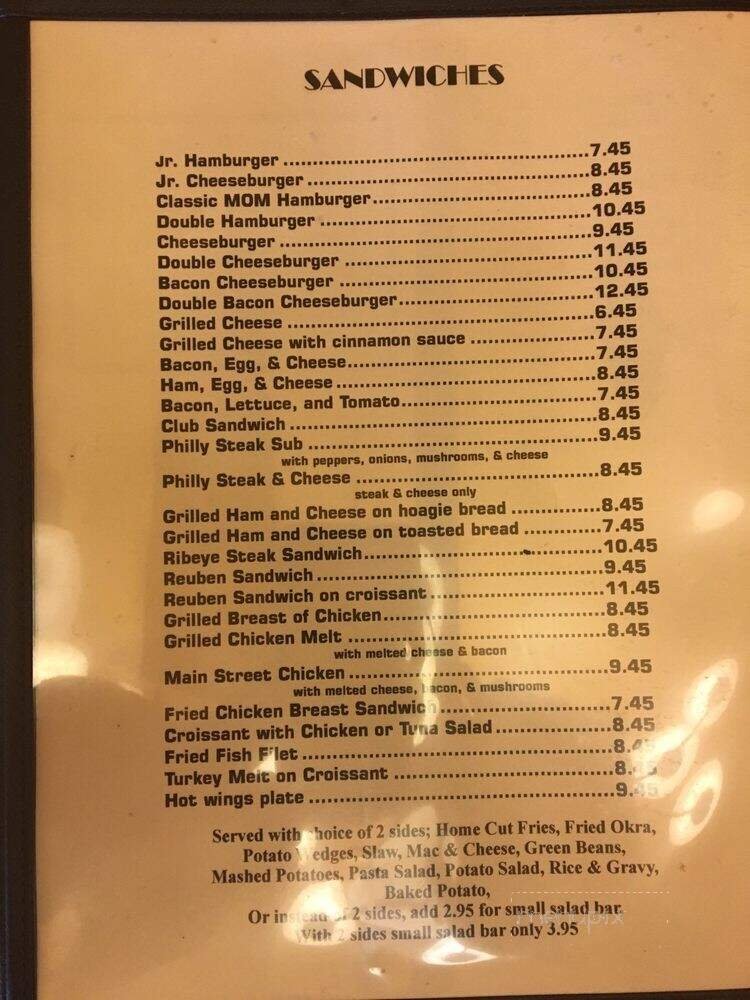 SANDWICHES
Jr. Hamburger ........ 7.45
Jr. Cheeseburger ........ 8.45
Classic MOM Hamburger ........ 8.45
Double Hamburger ........ 10.45
Cheeseburger ........ 9.45
Double Cheeseburger ........ 11.45
Bacon Cheeseburger ........ 10.45
Double Bacon Cheeseburger ........ 12.45
Grilled Cheese ........ 6.45
Grilled Cheese with cinnamon sauce ........ 7.45
Bacon, Egg, & Cheese ........ 7.45
Ham, Egg, & Cheese ........ 8.45
Bacon, Lettuce, and Tomato ........ 7.45
Club Sandwich ........ 8.45
Philly Steak Sub ........ 9.45
with peppers, onions, mushrooms, & cheese
Philly Steak & Cheese ........ 8.45
steak & cheese only
Grilled Ham and Cheese on hoagie bread ........ 8.45
Grilled Ham and Cheese on toasted bread ........ 7.45
Ribeye Steak Sandwich ........ 10.45
Reuben Sandwich ........ 9.45
Reuben Sandwich on croissant ........ 11.45
Grilled Breast of Chicken ........ 8.45
Grilled Chicken Melt ........ 8.45
with melted cheese & bacon
Main Street Chicken ........ 9.45
with melted cheese, bacon, & mushrooms
Fried Chicken Breast Sandwich ........ 7.45
Croissant with Chicken or Tuna Salad ........ 8.45
Fried Fish Filet ........ 8.45
Turkey Melt on Croissant ........ 8.45
Hot wings plate ........ 9.45
Served with choice of 2 sides; Home Cut Fries, Fried Okra,
Potato Wedges, Slaw, Mac & Cheese, Green Beans,
Mashed Potatoes, Pasta Salad, Potato Salad, Rice & Gravy,
Baked Potato,
Or instead of 2 sides, add 2.95 for small salad bar.
With 2 sides small salad bar only 3.95